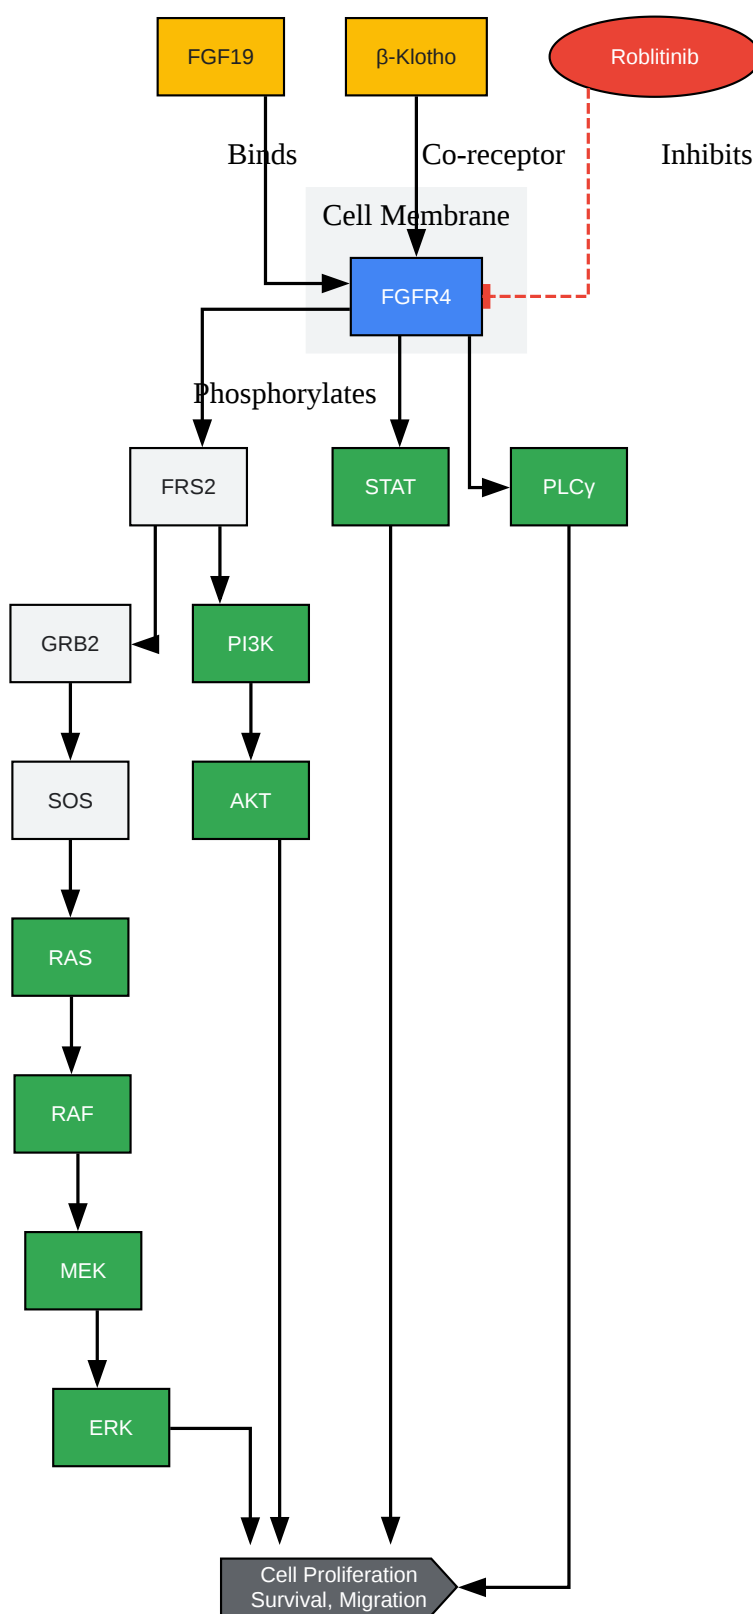 FGF19
β-Klotho
Roblitinib
Binds
Co-receptor
Inhibits
Cell Membrane
FGFR4
Phosphorylates
FRS2
STAT
PLCγ
GRB2
PI3K
SOS
AKT
RAS
RAF
MEK
ERK
Cell Proliferation
Survival, Migration